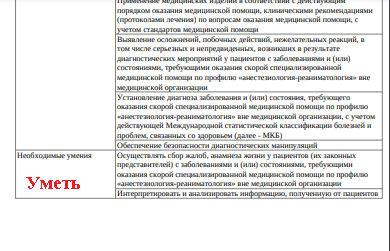 Применение медицинских изделий в соответствии с действующим
порядком оказания медицинской помощи, клиническими рекомендациями
(протоколами лечения) по вопросам оказания медицинской помощи, с
учетом стандартов медицинской помощи
Выявление осложнений, побочных действий, нежелательных реакций, в
том числе серьезных и непредвиденных, возникших в результате
диагностических мероприятий у пациентов с заболеваниями и (или)
состояниями, требующими оказания скорой специализированной
медицинской помощи по профилю «анестезиология-реаниматология» вне
медицинской организации
Установление диагноза заболевания и (или) состояния, требующего
оказания скорой специализированной медицинской помощи по профилю
«анестезиология-реаниматология» вне медицинской организации, с учетом
действующей Международной статистической классификации болезней и
проблем, связанных со здоровьем (далее - МКБ)
Обеспечение безопасности диагностических манипуляций
Необходимые умения
Осуществлять сбор жалоб, анамнеза жизни у пациентов (их законных
представителей) с заболеваниями и (или) состояниями, требующими
оказания скорой специализированной медицинской помощи по профилю
«анестезиология-реаниматология» вне медицинской организации
Уметь
Интерпретировать и анализировать информацию, полученную от пациентов